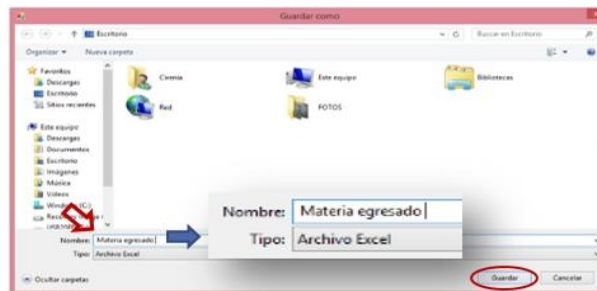 Guardar como
Escritorio
Buscar en Escritorio
Organizar
Nueva carpeta
Favoritos
Descargas
Escritorio
Sitios recientes
Este equipo
Descargas
Documentos
Escritorio
Imágenes
Música
Videos
Cirenia
Este equipo
Bibliotecas
Red
FOTOS
Nombre: Materia egresado
Tipo: Archivo Excel
Nombre: Materia egresado
Tipo: Archivo Excel
Ocultar carpetas
Guardar
Cancelar